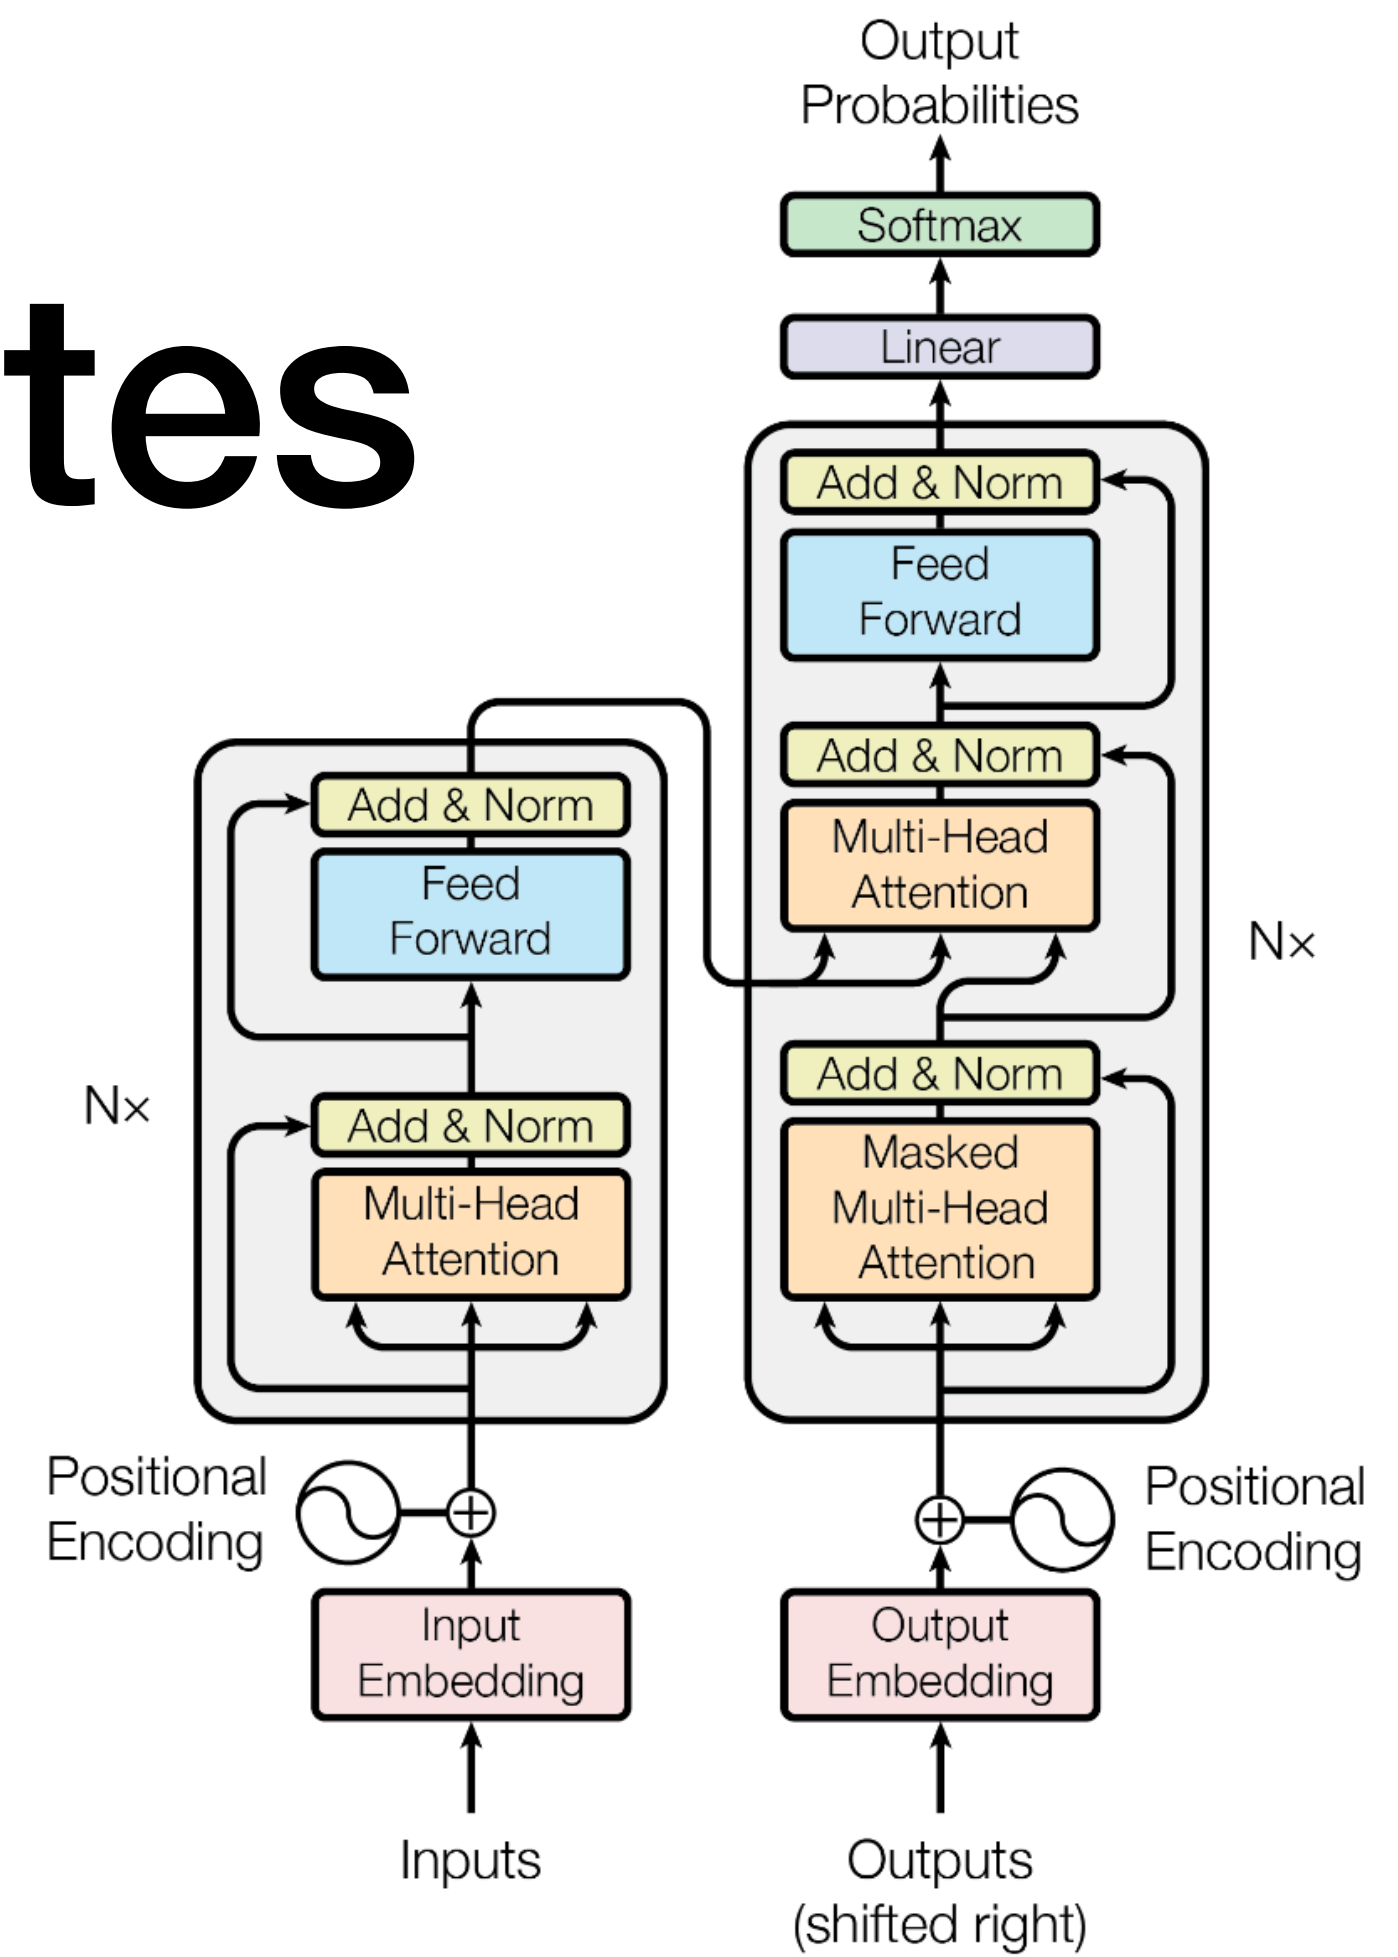 Output
Probabilities
Softmax
Linear
tes
Add & Norm
Feed
Forward
Add & Norm
Multi-Head
Attention
Nx
Add & Norm
Masked
Multi-Head
Attention
Add & Norm
Feed
Forward
Nx
Add & Norm
Multi-Head
Attention
Positional
Encoding
Positional
Encoding
Input
Embedding
Output
Embedding
Inputs
Outputs
(shifted right)